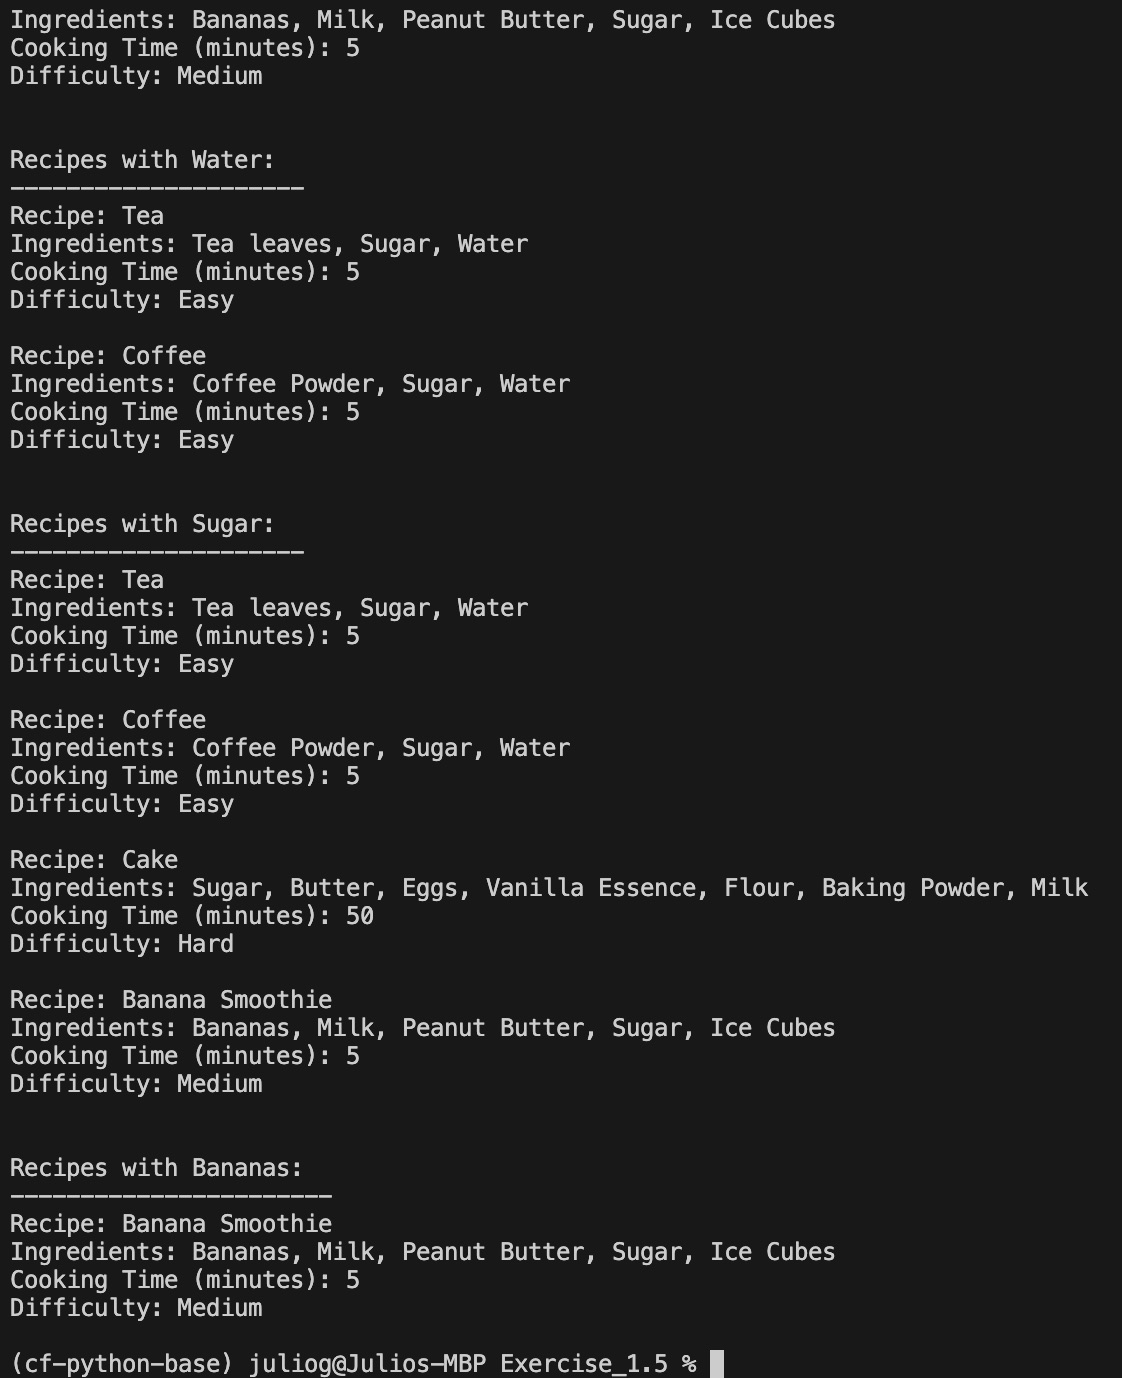 Ingredients: Bananas, Milk, Peanut Butter, Sugar, Ice Cubes
Cooking Time (minutes): 5
Difficulty: Medium
Recipes with Water:
---------------------
Recipe: Tea
Ingredients: Tea leaves, Sugar, Water
Cooking Time (minutes): 5
Difficulty: Easy
Recipe: Coffee
Ingredients: Coffee Powder, Sugar, Water
Cooking Time (minutes): 5
Difficulty: Easy
Recipes with Sugar:
---------------------
Recipe: Tea
Ingredients: Tea leaves, Sugar, Water
Cooking Time (minutes): 5
Difficulty: Easy
Recipe: Coffee
Ingredients: Coffee Powder, Sugar, Water
Cooking Time (minutes): 5
Difficulty: Easy
Recipe: Cake
Ingredients: Sugar, Butter, Eggs, Vanilla Essence, Flour, Baking Powder, Milk
Cooking Time (minutes): 50
Difficulty: Hard
Recipe: Banana Smoothie
Ingredients: Bananas, Milk, Peanut Butter, Sugar, Ice Cubes
Cooking Time (minutes): 5
Difficulty: Medium
Recipes with Bananas:
-----------------------
Recipe: Banana Smoothie
Ingredients: Bananas, Milk, Peanut Butter, Sugar, Ice Cubes
Cooking Time (minutes): 5
Difficulty: Medium
(cf-python-base) juliog@Julios-MBP Exercise_1.5 %